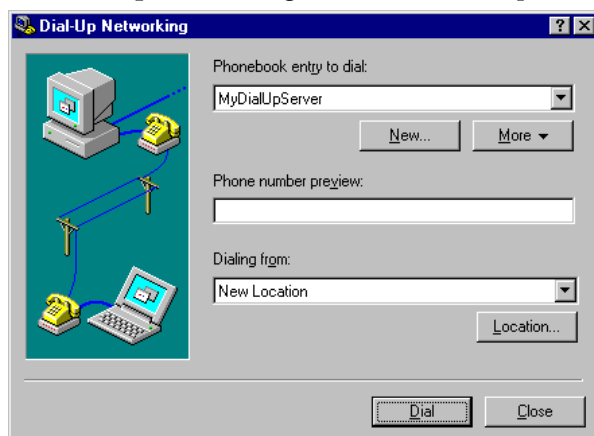 Dial-Up Networking
Phonebook entry to dial:
MyDialUpServer
New... More
Phone number preview:
Dialing from:
New Location
Location...
Dial Close